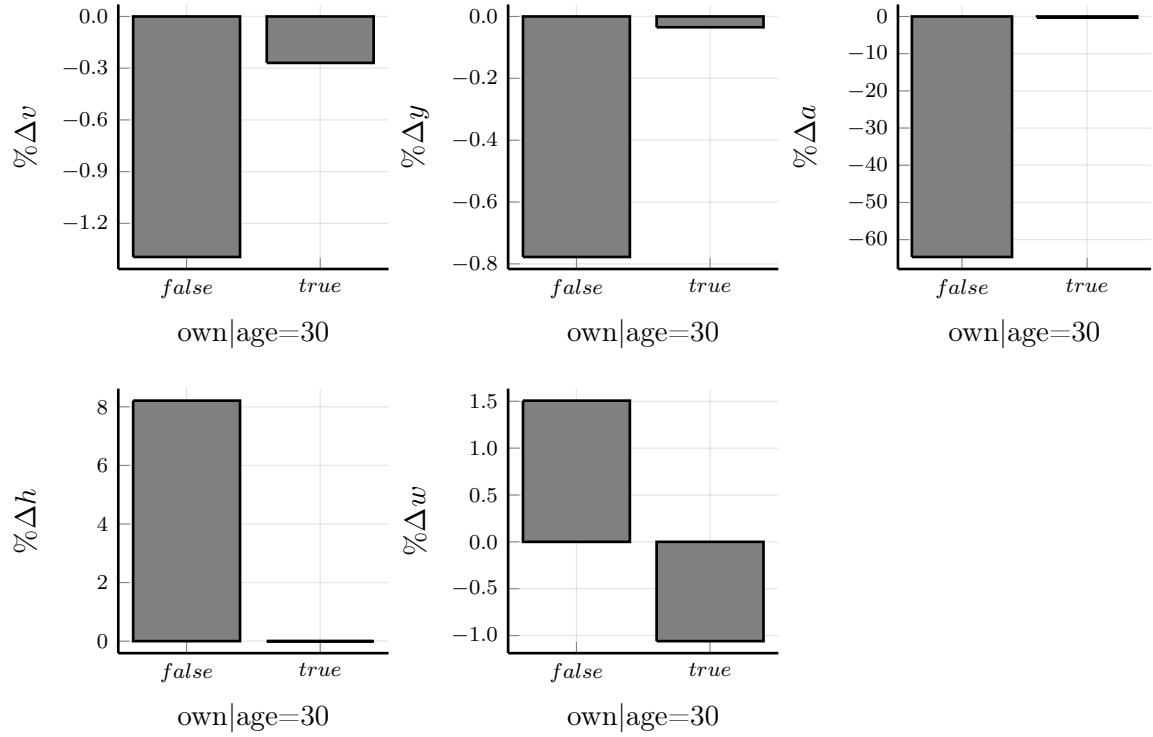 %Δv
0.0
−0.3
−0.6
−0.9
−1.2
false true
own|age=30
%Δy
0.0
−0.2
−0.4
−0.6
−0.8
false true
own|age=30
%Δa
0
−10
−20
−30
−40
−50
−60
false true
own|age=30
%Δh
8
6
4
2
0
false true
own|age=30
%Δw
1.5
1.0
0.5
0.0
−0.5
−1.0
false true
own|age=30